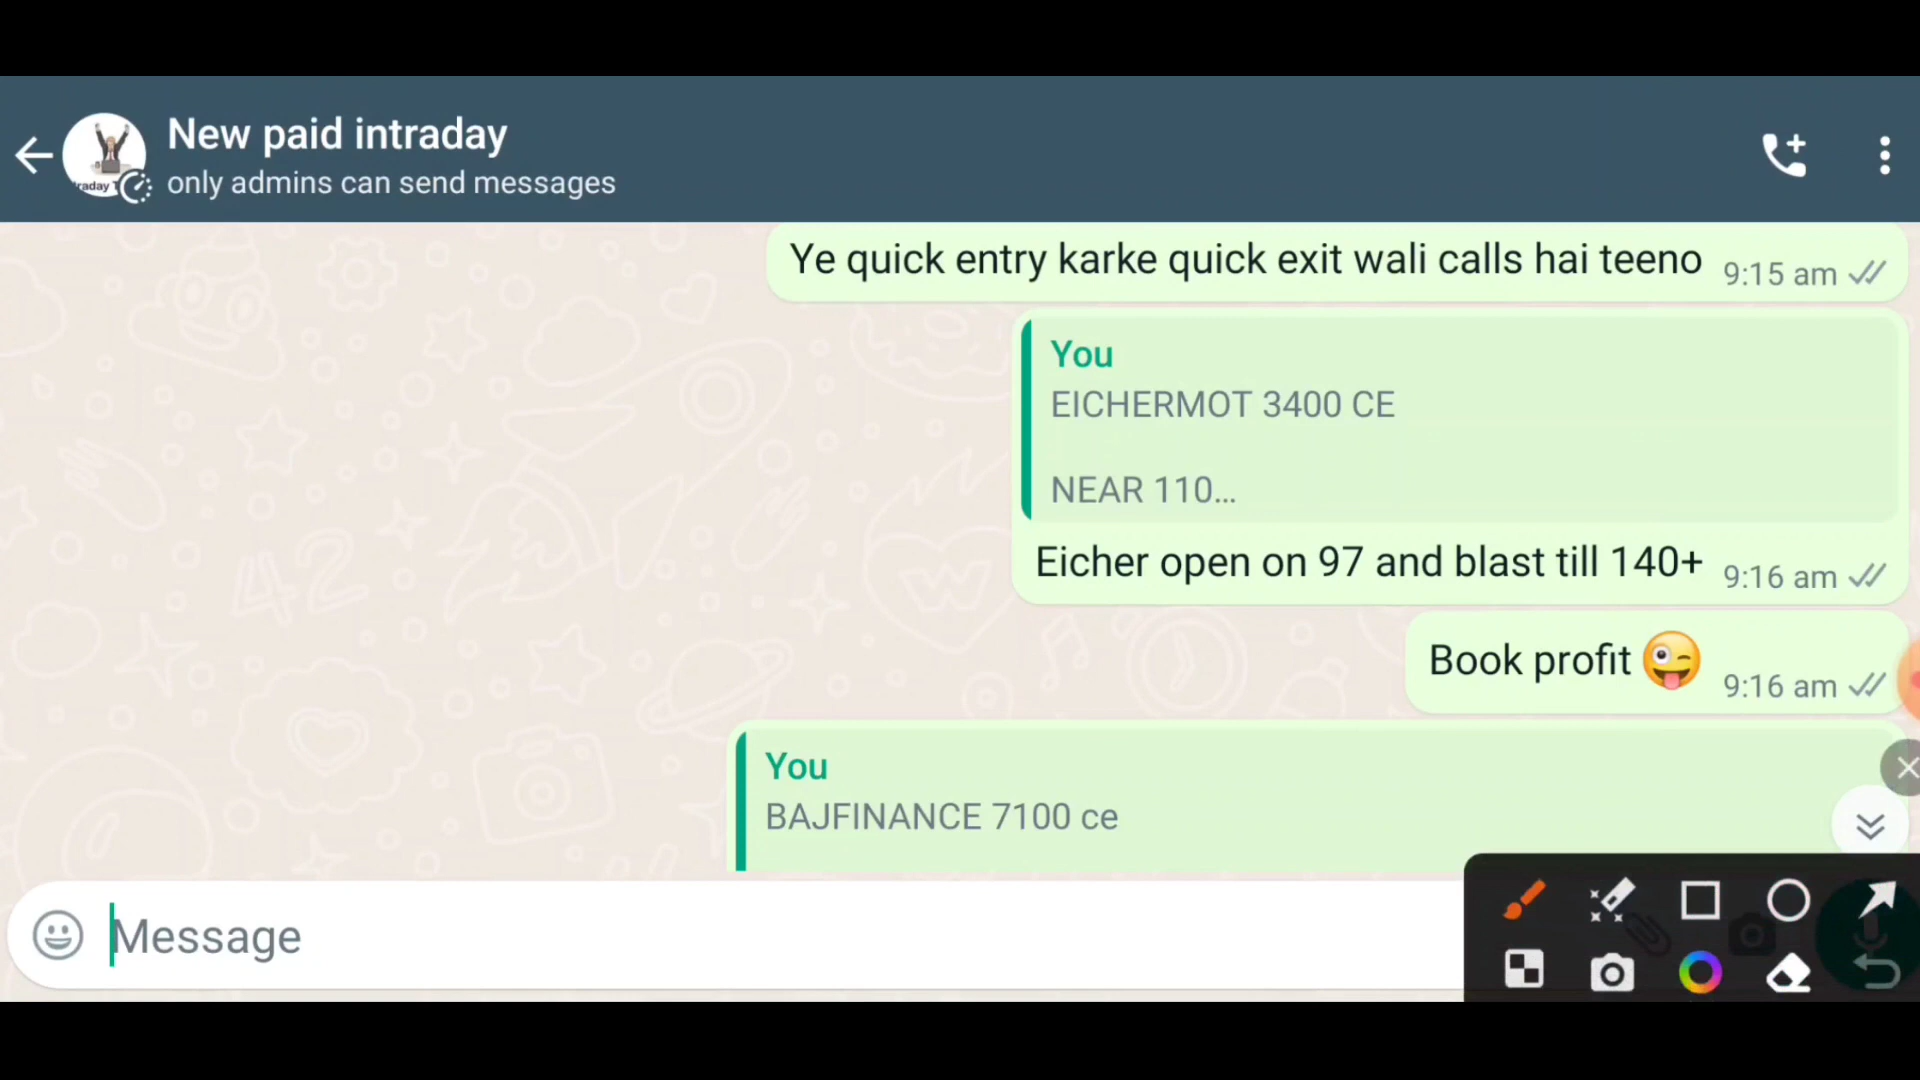 New paid intraday
only admins can send messages
raday T
Ye quick entry karke quick exit wali calls hai teeno 9:15 am
You
EICHERMOT 3400 CE
NEAR 110...
Eicher open on 97 and blast till 140+ 9:16 am
Book profit 😜 9:16 am
You
BAJFINANCE 7100 ce
Message